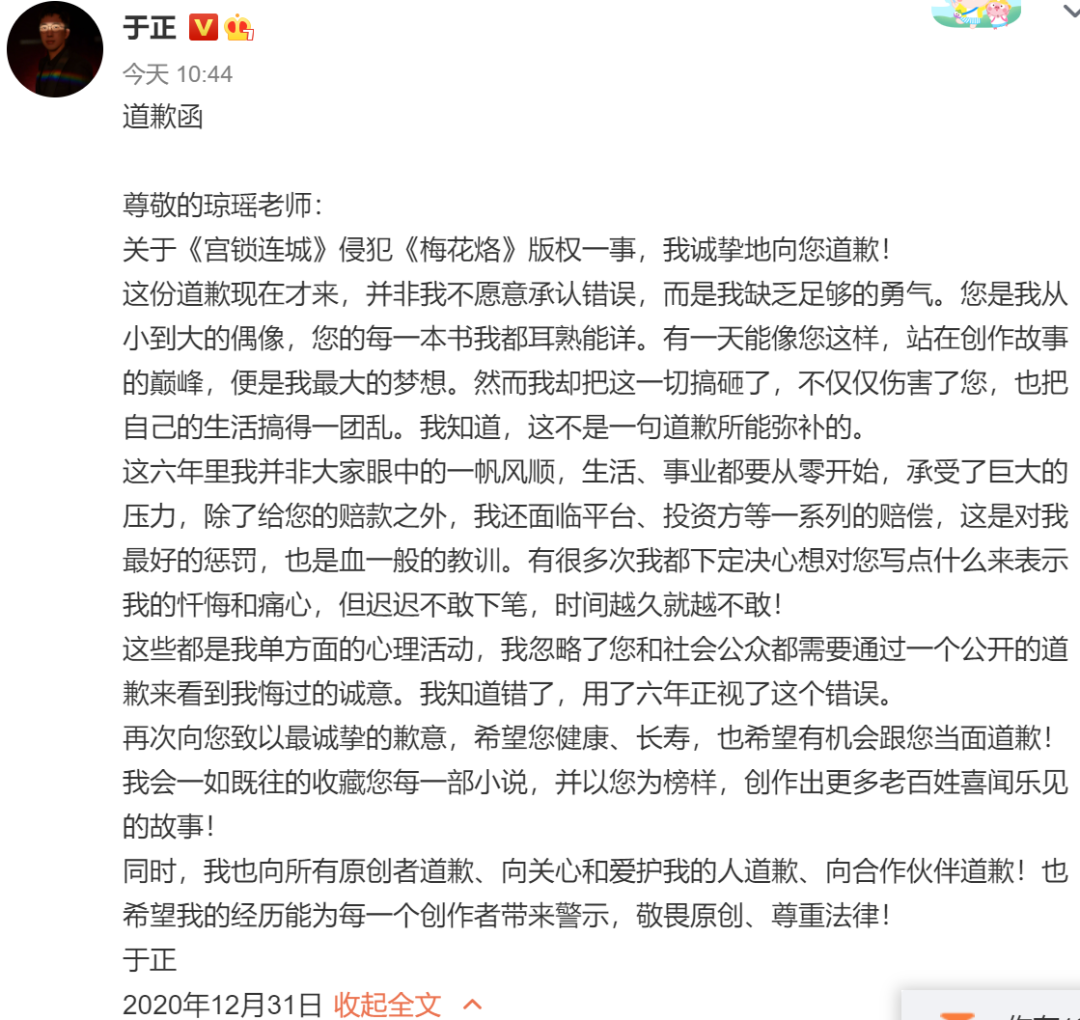 于正
今天 10:44
道歉函
尊敬的琼瑶老师：
关于《宫锁连城》侵犯《梅花烙》版权一事，我诚挚地向您道歉！
这份道歉现在才来，并非我不愿意承认错误，而是我缺乏足够的勇气。您是我从
小到大的偶像，您的每一本书我都耳熟能详。有一天能像您这样，站在创作故事
的巅峰，便是我最大的梦想。然而我却把这一切搞砸了，不仅仅伤害了您，也把
自己的生活搞得一团乱。我知道，这不是一句道歉所能弥补的。
这六年里我并非大家眼中的一帆风顺，生活、事业都要从零开始，承受了巨大的
压力，除了给您的赔款之外，我还面临平台、投资方等一系列的赔偿，这是对我
最好的惩罚，也是血一般的教训。有很多次我都下定决心想对您写点什么来表示
我的忏悔和痛心，但迟迟不敢下笔，时间越久就越不敢！
这些都是我单方面的心理活动，我忽略了您和社会公众都需要通过一个公开的道
歉来看到我悔过的诚意。我知道错了，用了六年正视了这个错误。
再次向您致以最诚挚的歉意，希望您健康、长寿，也希望有机会跟您当面道歉！
我会一如既往的收藏您每一部小说，并以您为榜样，创作出更多老百姓喜闻乐见
的故事！
同时，我也向所有原创者道歉、向关心和爱护我的人道歉、向合作伙伴道歉！也
希望我的经历能为每一个创作者带来警示，敬畏原创、尊重法律！
于正
2020年12月31日 收起全文